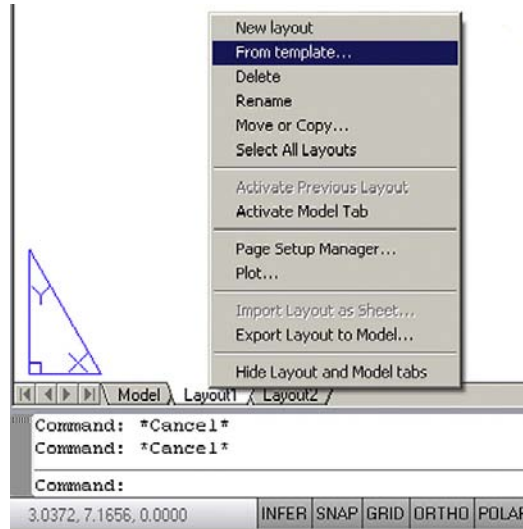 New layout
From template...
Delete
Rename
Move or Copy...
Select All Layouts
Activate Previous Layout
Activate Model Tab
Page Setup Manager...
Plot...
Import Layout as Sheet...
Export Layout to Model...
Hide Layout and Model tabs
Y
X
Model Layout1 Layout2
Command: *Cancel*
Command: *Cancel*
Command:
3.0372, 7.1656, 0.0000 INFER SNAP GRID ORTHO POLAR